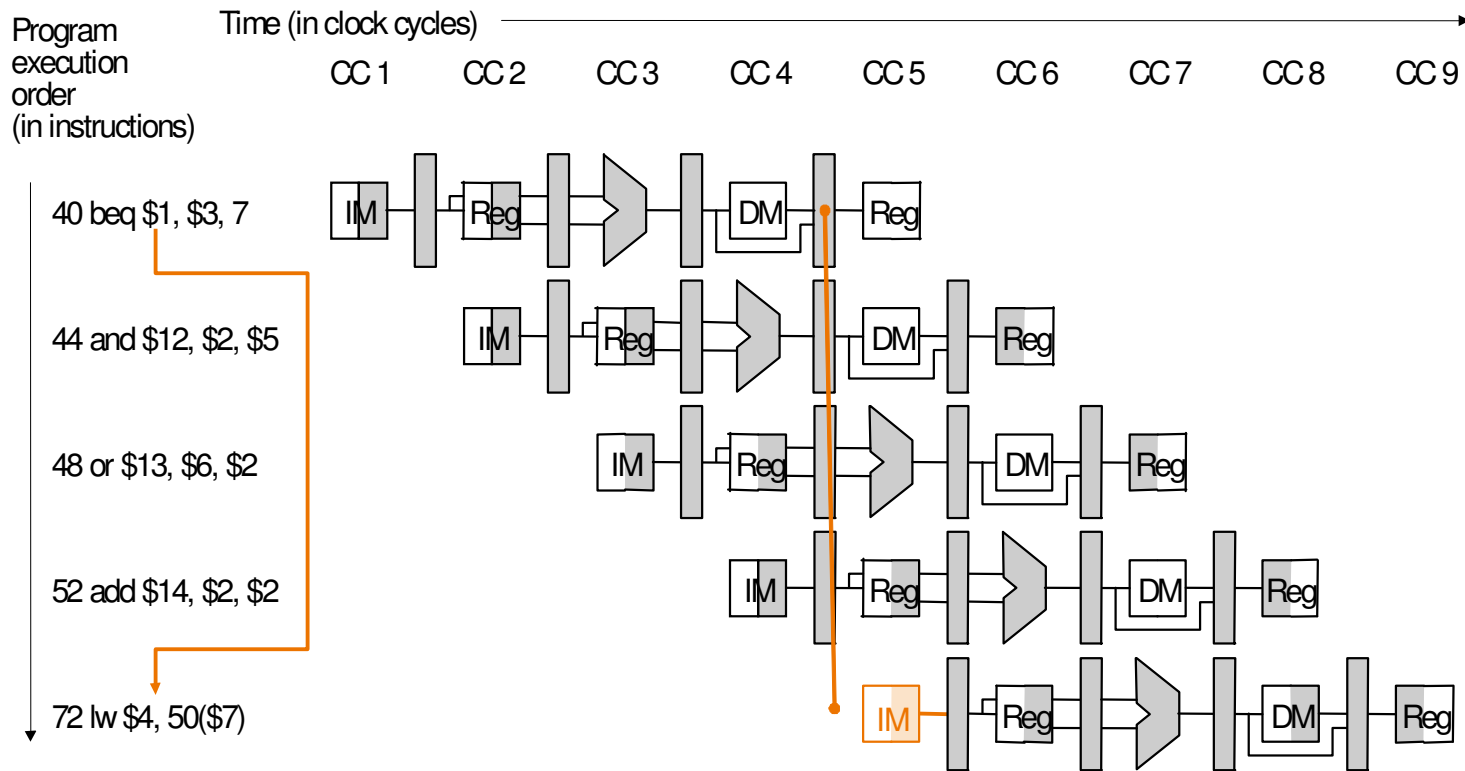 Time (in clock cycles)
Program
execution
order
(in instructions)
CC 1 CC 2 CC 3 CC 4 CC 5 CC 6 CC 7 CC 8 CC 9
40 beq $1, $3, 7
IM Reg DM Reg
44 and $12, $2, $5
IM Reg DM Reg
48 or $13, $6, $2
IM Reg DM Reg
52 add $14, $2, $2
IM Reg DM Reg
72 lw $4, 50($7)
IM Reg DM Reg